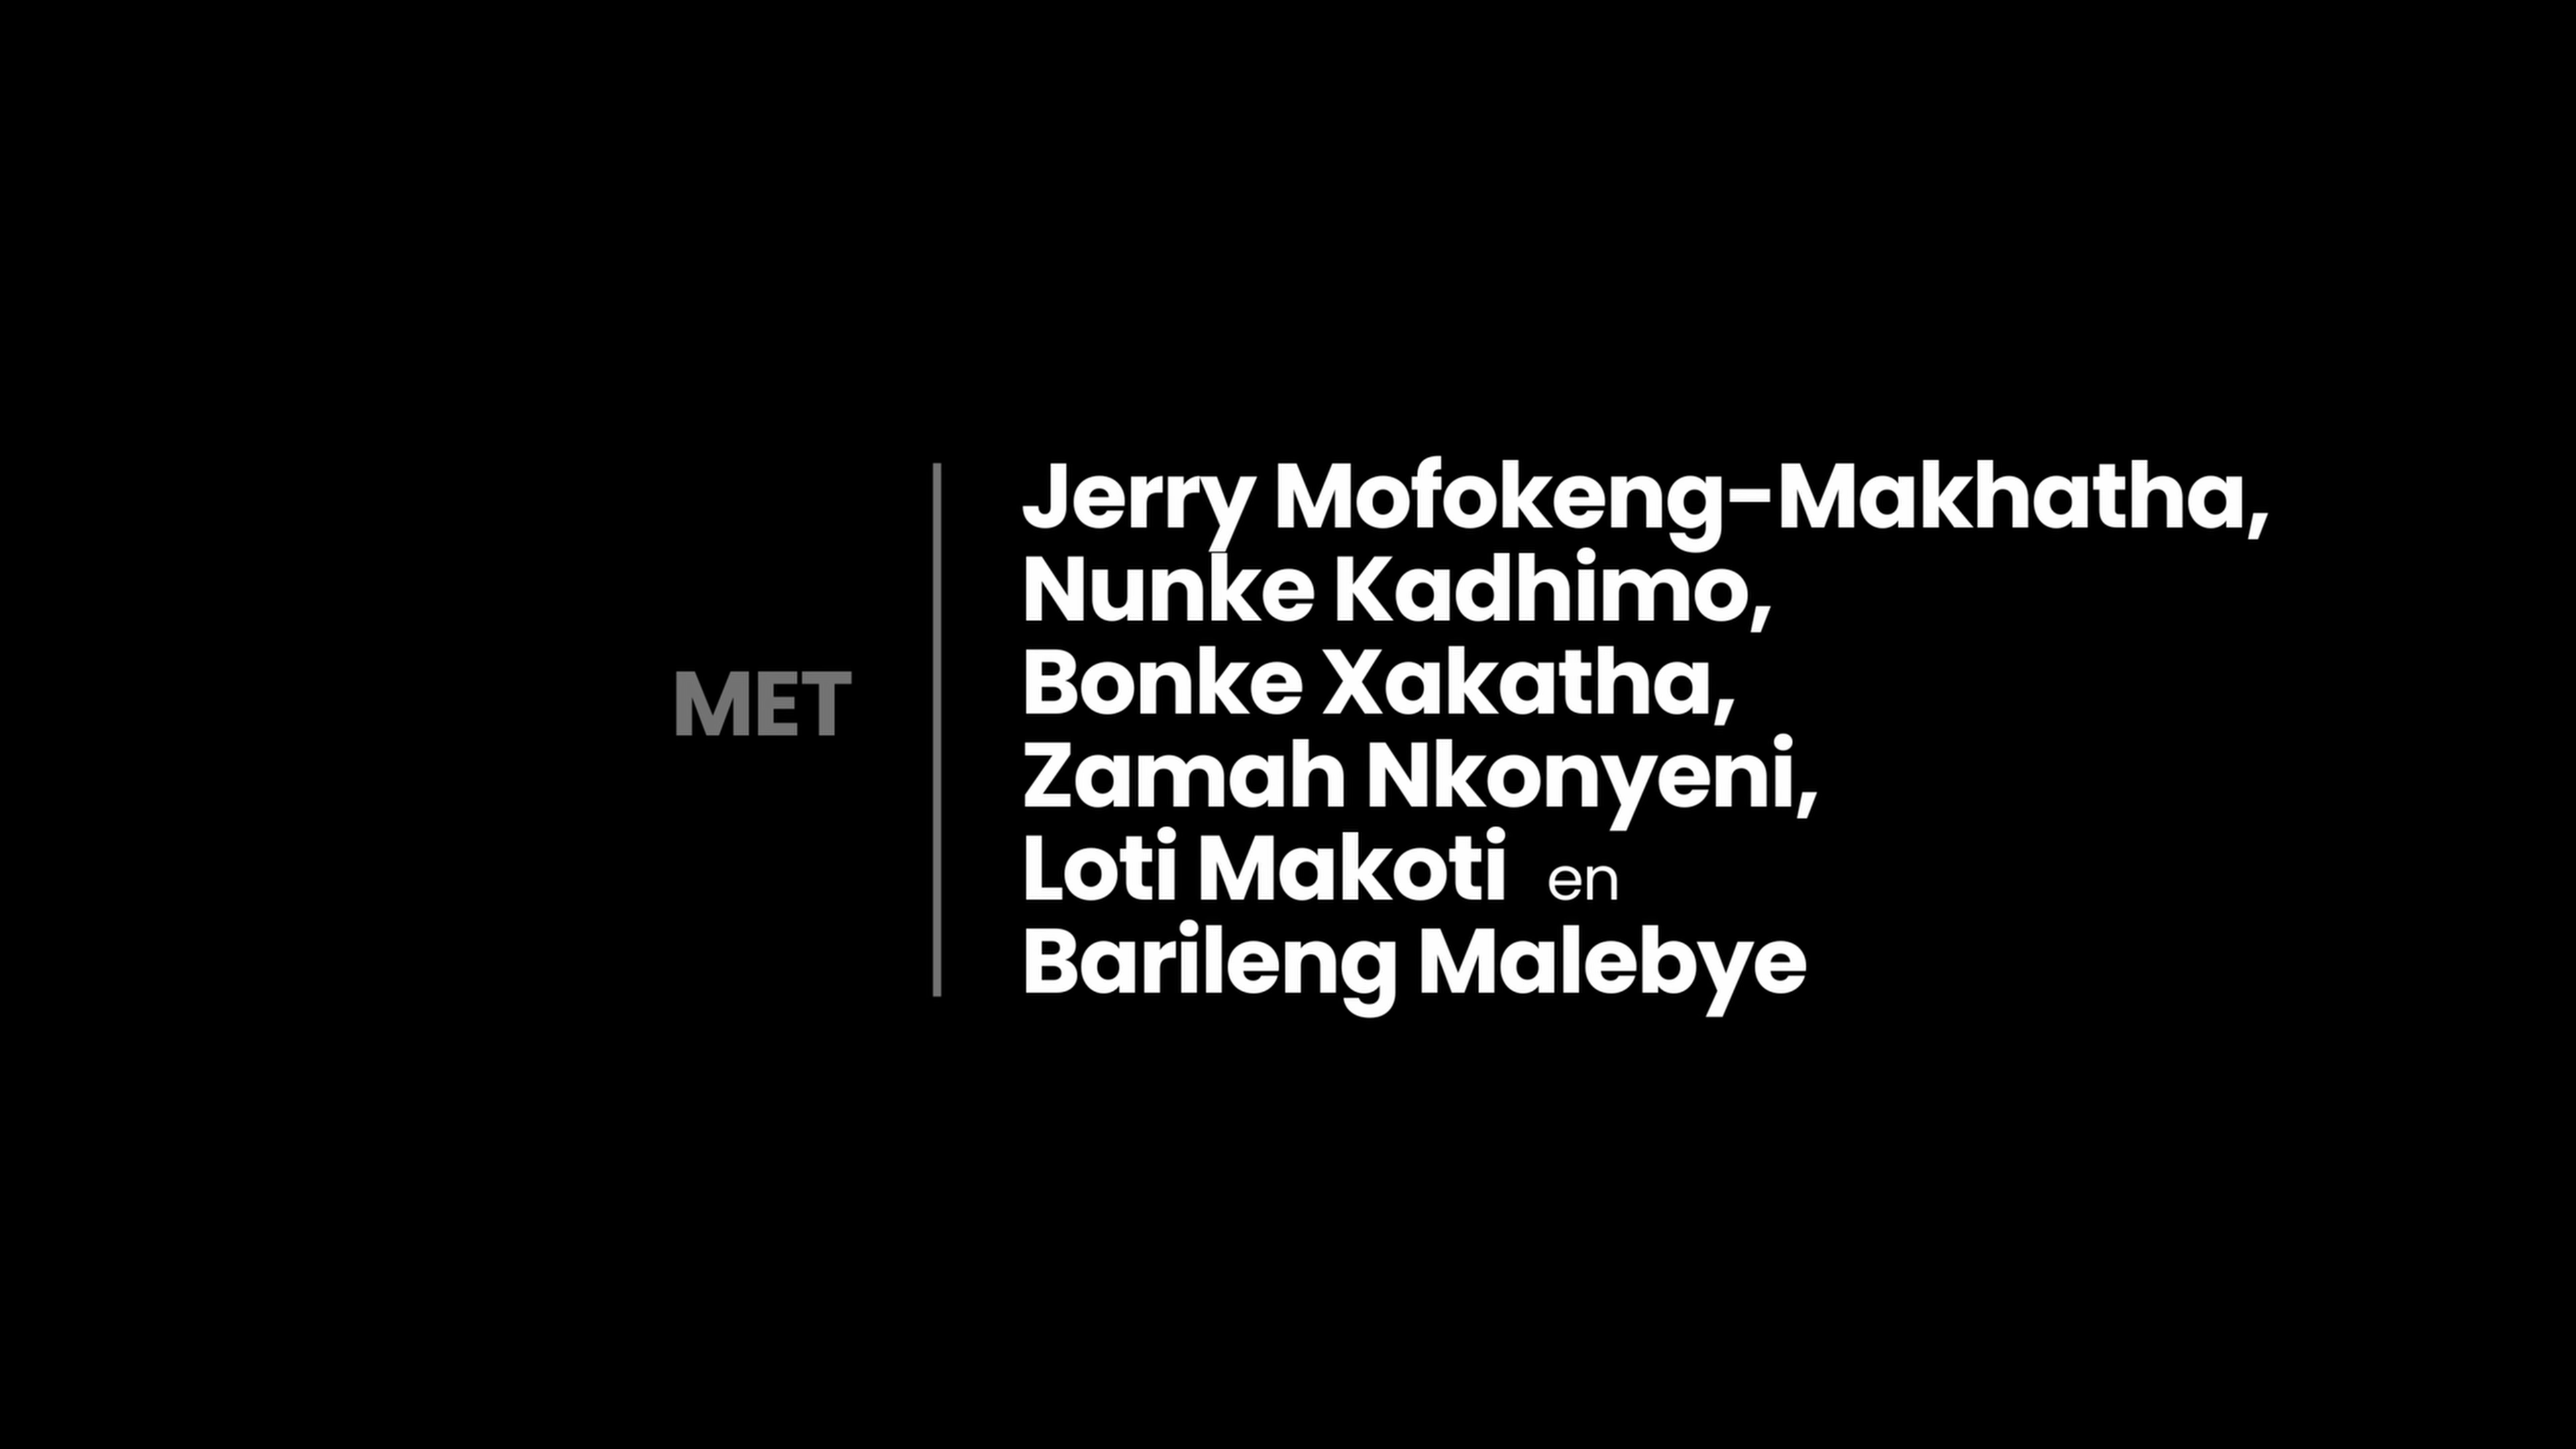 MET
Jerry Mofokeng-Makhatha,
Nunke Kadhimo,
Bonke Xakatha,
Zamah Nkonyeni,
Loti Makoti en
Barileng Malebye